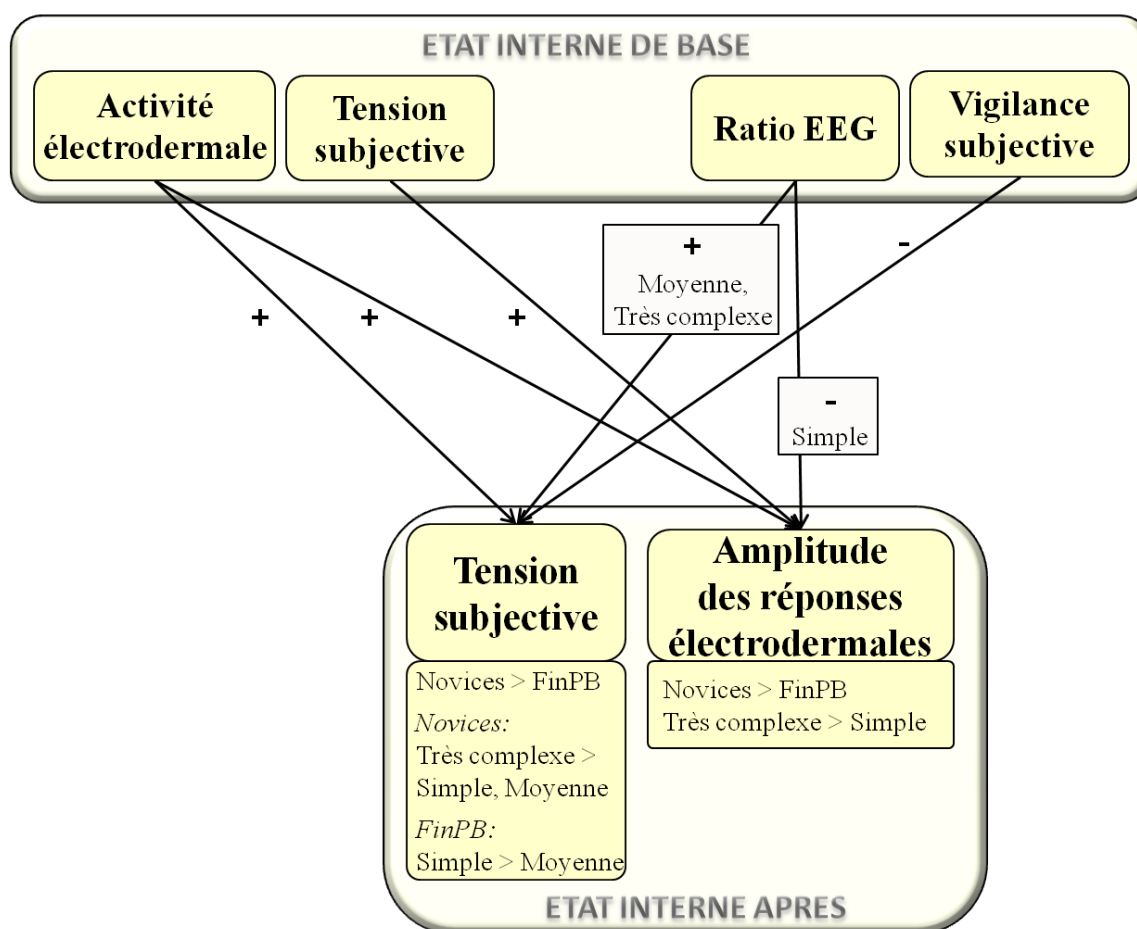 ETAT INTERNE DE BASE
Activité
électrodermale
Tension
subjective
Ratio EEG
Vigilance
subjective
+
+
+
+
Moyenne,
Très complexe
-
-
Simple
Tension
subjective
Novices > FinPB
Novices:
Très complexe >
Simple, Moyenne
FinPB:
Simple > Moyenne
Amplitude
des réponses
électrodermales
Novices > FinPB
Très complexe > Simple
ETAT INTERNE APRES